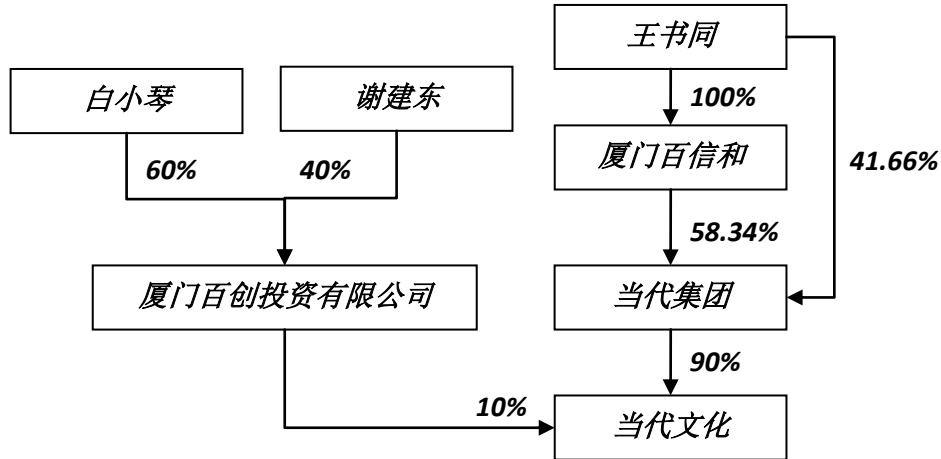 王书同
白小琴
谢建东
100%
60%
40%
厦门百信和
41.66%
58.34%
厦门百创投资有限公司
当代集团
90%
10%
当代文化